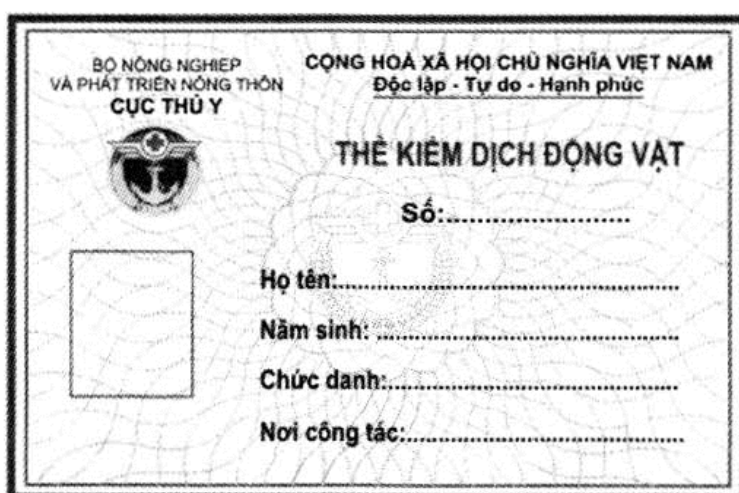 BỘ NÔNG NGHIỆP
VÀ PHÁT TRIỂN NÔNG THÔN
CỤC THÚ Y
CỘNG HOÀ XÃ HỘI CHỦ NGHĨA VIỆT NAM
Độc lập - Tự do - Hạnh phúc
THẺ KIỂM DỊCH ĐỘNG VẬT
Số:........................
Họ tên:......................................................
Năm sinh: ................................................
Chức danh:..............................................
Nơi công tác:............................................